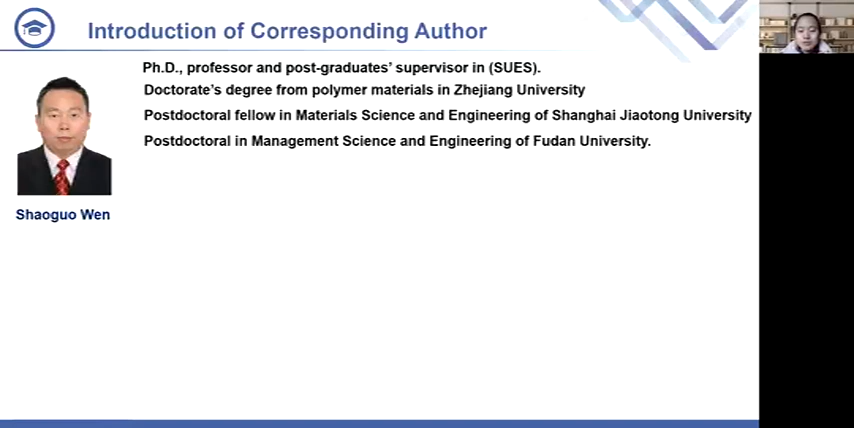 Introduction of Corresponding Author
Ph.D., professor and post-graduates' supervisor in (SUES).
Doctorate's degree from polymer materials in Zhejiang University
Postdoctoral fellow in Materials Science and Engineering of Shanghai Jiaotong University
Postdoctoral in Management Science and Engineering of Fudan University.
Shaoguo Wen